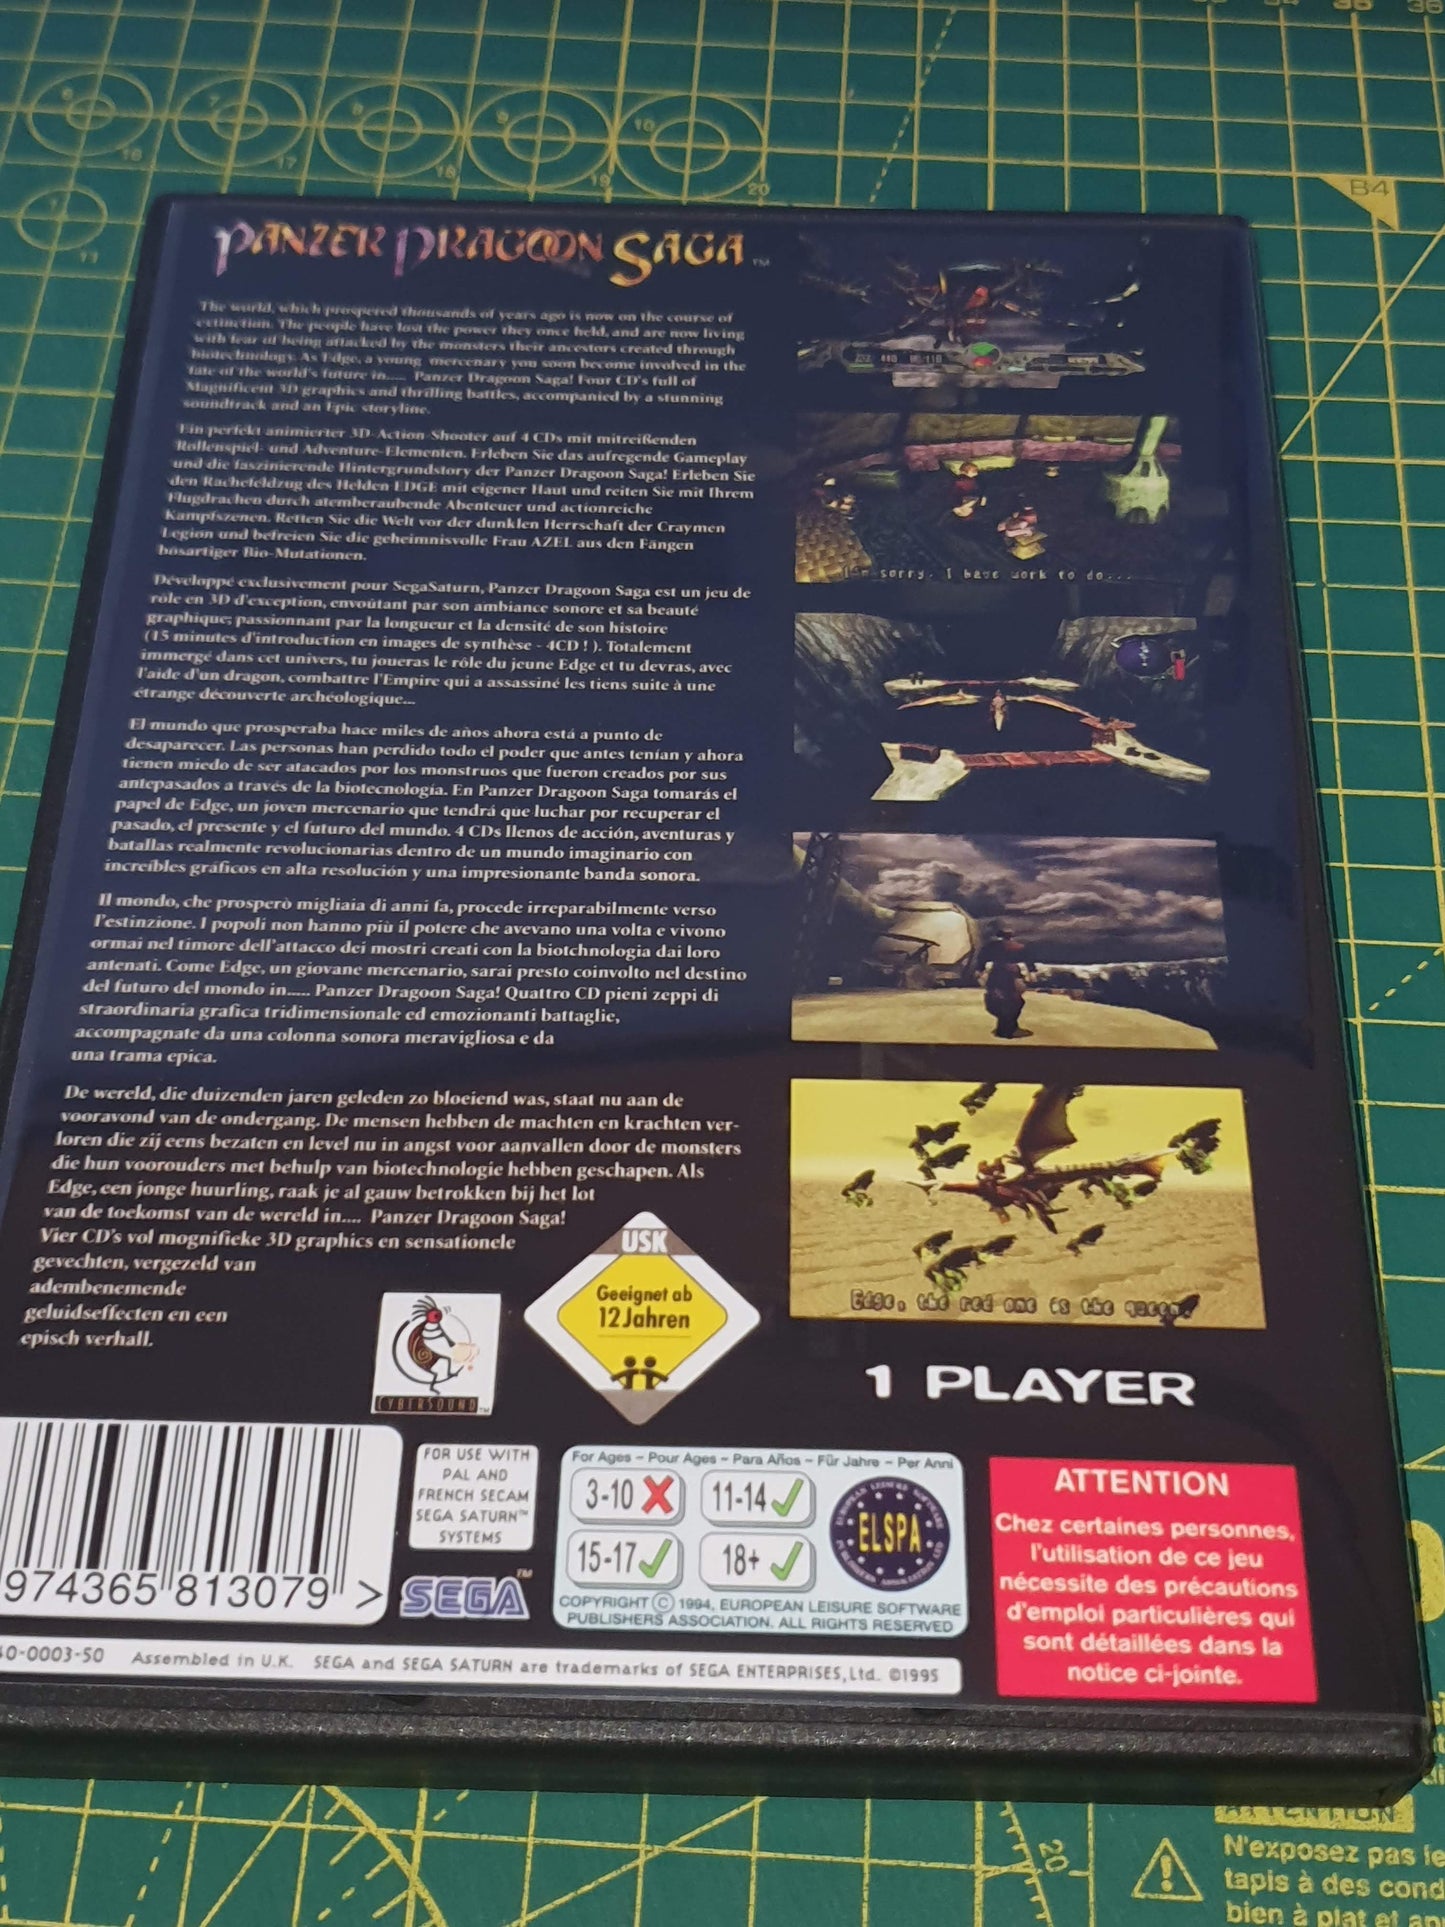 PANZER DRAGOON SAGA™
The world, which prospered thousands of years ago is now on the course of
extinction. The people have lost the power they once held, and are now living
with fear of being attacked by the monsters their ancestors created through
biotechnology. As Edge, a young mercenary you soon become involved in the
fate of the world's future in..... Panzer Dragoon Saga! Four CD's full of
Magnificent 3D graphics and thrilling battles, accompanied by a stunning
soundtrack and an Epic storyline.
Ein perfekt animierter 3D-Action-Shooter auf 4 CDs mit mitreißenden
Rollenspiel- und Adventure-Elementen. Erleben Sie das aufregende Gameplay
und die faszinierende Hintergrundstory der Panzer Dragoon Saga! Erleben Sie
den Rachefeldzug des Helden EDGE mit eigener Haut und reiten Sie mit Ihrem
Flugdrachen durch atemberaubende Abenteuer und actionreiche
Kampfszenen. Retten Sie die Welt vor der dunklen Herrschaft der Craymen
Legion und befreien Sie die geheimnisvolle Frau AZEL aus den Fängen
bösartiger Bio-Mutationen.
Développé exclusivement pour SegaSaturn, Panzer Dragoon Saga est un jeu de
rôle en 3D d'exception, envoûtant par son ambiance sonore et sa beauté
graphique; passionnant par la longueur et la densité de son histoire
(15 minutes d'introduction en images de synthèse - 4CD ! ). Totalement
immergé dans cet univers, tu joueras le rôle du jeune Edge et tu devras, avec
l'aide d'un dragon, combattre l'Empire qui a assassiné les tiens suite à une
étrange découverte archéologique...
El mundo que prosperaba hace miles de años ahora está a punto de
desaparecer. Las personas han perdido todo el poder que antes tenían y ahora
tienen miedo de ser atacados por los monstruos que fueron creados por sus
antepasados a través de la biotecnología. En Panzer Dragoon Saga tomarás el
papel de Edge, un joven mercenario que tendrá que luchar por recuperar el
pasado, el presente y el futuro del mundo. 4 CDs llenos de acción, aventuras y
batallas realmente revolucionarias dentro de un mundo imaginario con
increíbles gráficos en alta resolución y una impresionante banda sonora.
Il mondo, che prosperò migliaia di anni fa, procede irreparabilmente verso
l'estinzione. I popoli non hanno più il potere che avevano una volta e vivono
ormai nel timore dell'attacco dei mostri creati con la biotchnologia dai loro
antenati. Come Edge, un giovane mercenario, sarai presto coinvolto nel destino
del futuro del mondo in..... Panzer Dragoon Saga! Quattro CD pieni zeppi di
straordinaria grafica tridimensionale ed emozionanti battaglie,
accompagnate da una colonna sonora meravigliosa e da
una trama epica.
De wereld, die duizenden jaren geleden zo bloeiend was, staat nu aan de
vooravond van de ondergang. De mensen hebben de machten en krachten ver-
loren die zij eens bezaten en level nu in angst voor aanvallen door de monsters
die hun voorouders met behulp van biotechnologie hebben geschapen. Als
Edge, een jonge huurling, raak je al gauw betrokken bij het lot
van de toekomst van de wereld in.... Panzer Dragoon Saga!
Vier CD's vol mognifieke 3D graphics en sensationele
gevechten, vergezeld van
adembenemende
geluidseffecten en een
episch verhall.
I'm sorry. I have work to do...
Edge, the red one is the queen!
1 PLAYER
CYBERSOUND™
USK
Geeignet ab
12 Jahren
974365 813079 >
FOR USE WITH
PAL AND
FRENCH SECAM
SEGA SATURN™
SYSTEMS
SEGA™
For Ages – Pour Ages – Para Años – Für Jahre – Per Anni
3-10 11-14
15-17 18+
ELSPA
COPYRIGHT © 1994, EUROPEAN LEISURE SOFTWARE
PUBLISHERS ASSOCIATION. ALL RIGHTS RESERVED
ATTENTION
Chez certaines personnes,
l'utilisation de ce jeu
nécessite des précautions
d'emploi particulières qui
sont détaillées dans la
notice ci-jointe.
0-0003-50 Assembled in U.K. SEGA and SEGA SATURN are trademarks of SEGA ENTERPRISES, Ltd. ©1995
B4
7
10
16
17
18
19
20
11
20
ATTENTION
N'exposez pas le
tapis à des cond
bien à plat et